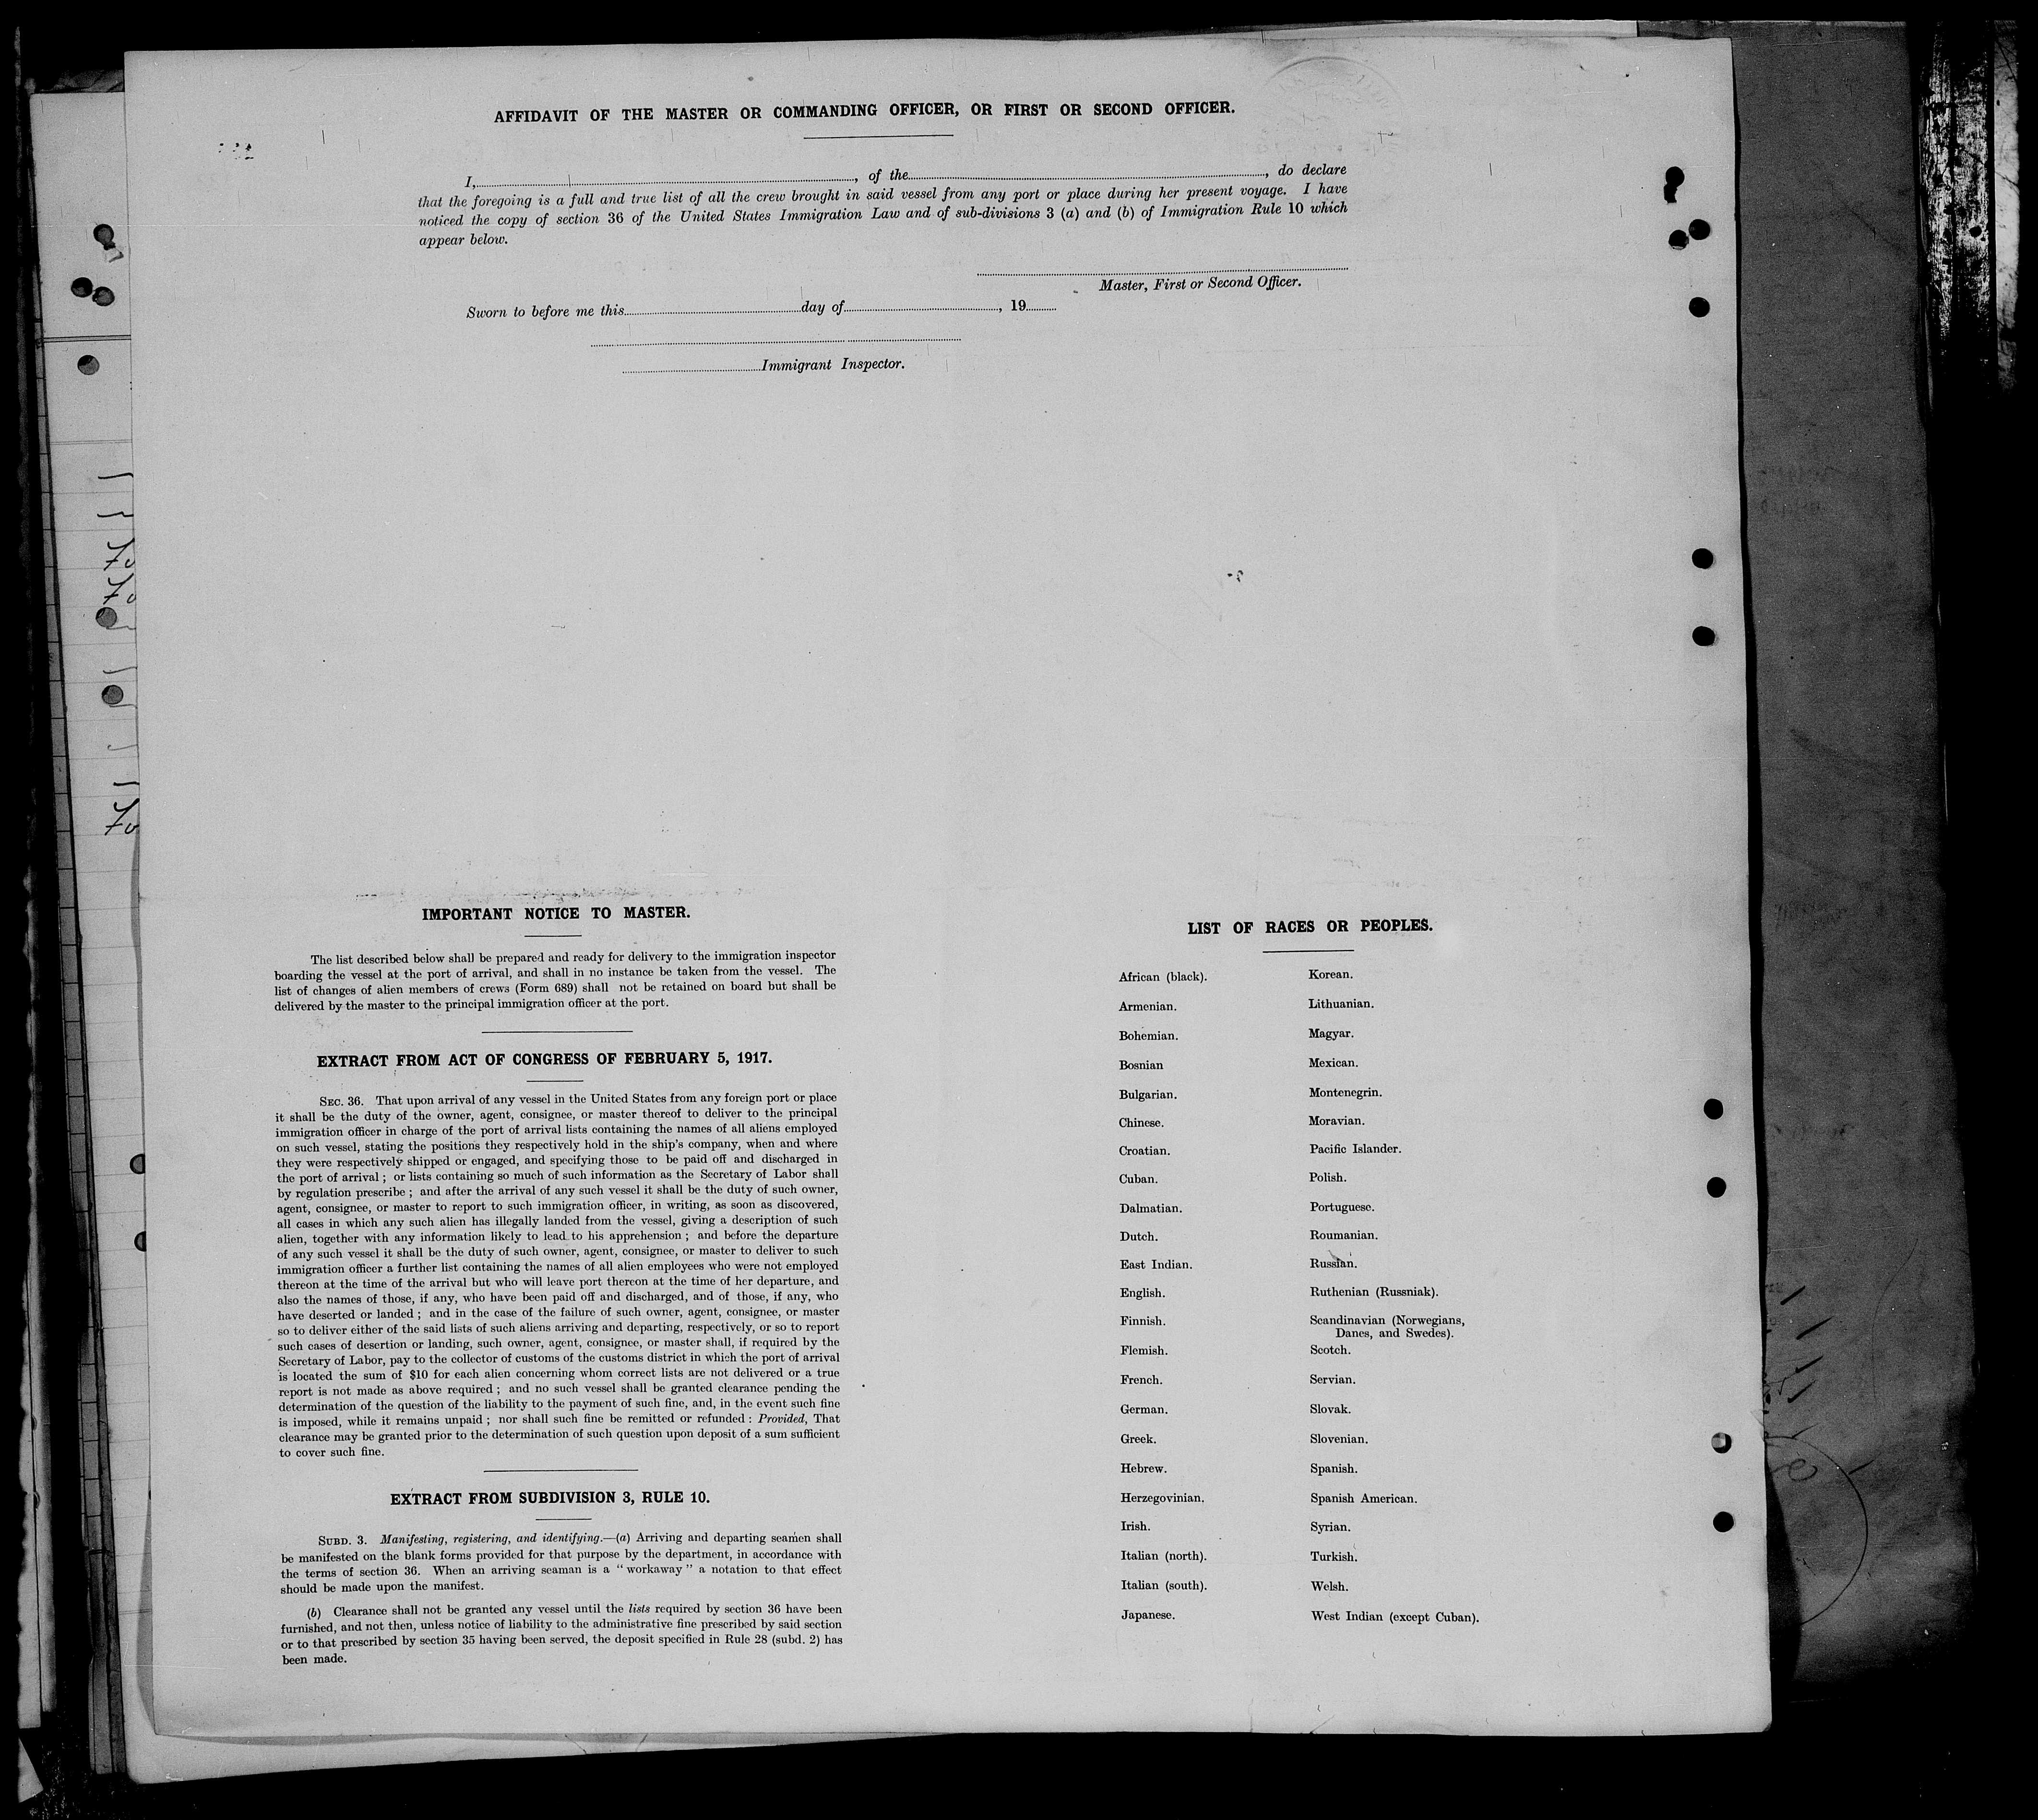 AFFIDAVIT OF THE MASTER OR COMMANDING OFFICER, OR FIRST OR SECOND OFFICER.
I,........................, of the........................, do declare
that the foregoing is a full and true list of all the crew brought in said vessel from any port or place during her present voyage. I have
noticed the copy of section 36 of the United States Immigration Law and of sub-divisions 3 (a) and (b) of Immigration Rule 10 which
appear below.
Master, First or Second Officer.
Sworn to before me this........................day of........................, 19........
................Immigrant Inspector.
IMPORTANT NOTICE TO MASTER.
The list described below shall be prepared and ready for delivery to the immigration inspector
boarding the vessel at the port of arrival, and shall in no instance be taken from the vessel. The
list of changes of alien members of crews (Form 689) shall not be retained on board but shall be
delivered by the master to the principal immigration officer at the port.
EXTRACT FROM ACT OF CONGRESS OF FEBRUARY 5, 1917.
SEC. 36. That upon arrival of any vessel in the United States from any foreign port or place
it shall be the duty of the owner, agent, consignee, or master thereof to deliver to the principal
immigration officer in charge of the port of arrival lists containing the names of all aliens employed
on such vessel, stating the positions they respectively hold in the ship's company, when and where
they were respectively shipped or engaged, and specifying those to be paid off and discharged in
the port of arrival ; or lists containing so much of such information as the Secretary of Labor shall
by regulation prescribe ; and after the arrival of any such vessel it shall be the duty of such owner,
agent, consignee, or master to report to such immigration officer, in writing, as soon as discovered,
all cases in which any such alien has illegally landed from the vessel, giving a description of such
alien, together with any information likely to lead to his apprehension ; and before the departure
of any such vessel it shall be the duty of such owner, agent, consignee, or master to deliver to such
immigration officer a further list containing the names of all alien employees who were not employed
thereon at the time of the arrival but who will leave port thereon at the time of her departure, and
also the names of those, if any, who have been paid off and discharged, and of those, if any, who
have deserted or landed ; and in the case of the failure of such owner, agent, consignee, or master
so to deliver either of the said lists of such aliens arriving and departing, respectively, or so to report
such cases of desertion or landing, such owner, agent, consignee, or master shall, if required by the
Secretary of Labor, pay to the collector of customs of the customs district in which the port of arrival
is located the sum of $10 for each alien concerning whom correct lists are not delivered or a true
report is not made as above required ; and no such vessel shall be granted clearance pending the
determination of the question of the liability to the payment of such fine, and, in the event such fine
is imposed, while it remains unpaid ; nor shall such fine be remitted or refunded : Provided, That
clearance may be granted prior to the determination of such question upon deposit of a sum sufficient
to cover such fine.
EXTRACT FROM SUBDIVISION 3, RULE 10.
SUBD. 3. Manifesting, registering, and identifying.—(a) Arriving and departing seamen shall
be manifested on the blank forms provided for that purpose by the department, in accordance with
the terms of section 36. When an arriving seaman is a " workaway " a notation to that effect
should be made upon the manifest.
(b) Clearance shall not be granted any vessel until the lists required by section 36 have been
furnished, and not then, unless notice of liability to the administrative fine prescribed by said section
or to that prescribed by section 35 having been served, the deposit specified in Rule 28 (subd. 2) has
been made.
LIST OF RACES OR PEOPLES.
African (black).
Armenian.
Bohemian.
Bosnian
Bulgarian.
Chinese.
Croatian.
Cuban.
Dalmatian.
Dutch.
East Indian.
English.
Finnish.
Flemish.
French.
German.
Greek.
Hebrew.
Herzegovinian.
Irish.
Italian (north).
Italian (south).
Japanese.
Korean.
Lithuanian.
Magyar.
Mexican.
Montenegrin.
Moravian.
Pacific Islander.
Polish.
Portuguese.
Roumanian.
Russian.
Ruthenian (Russniak).
Scandinavian (Norwegians,
Danes, and Swedes).
Scotch.
Servian.
Slovak.
Slovenian.
Spanish.
Spanish American.
Syrian.
Turkish.
Welsh.
West Indian (except Cuban).